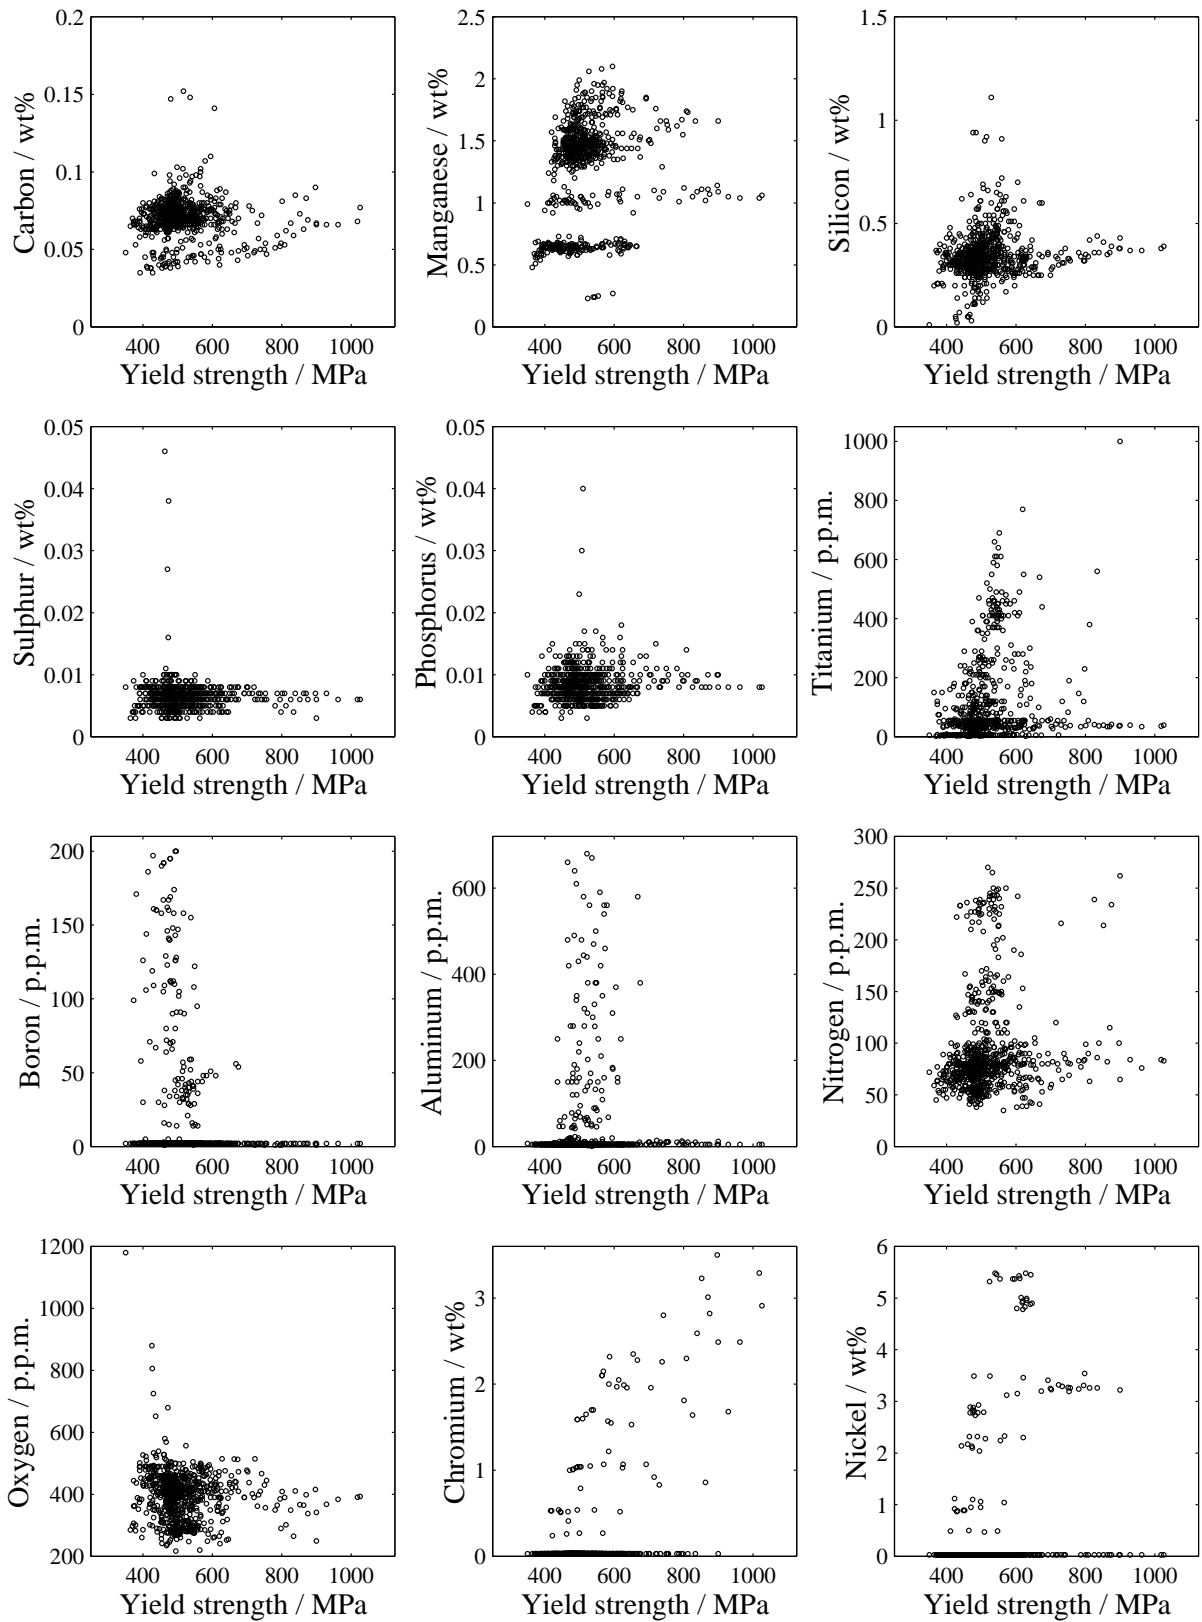 0.2
0.15
0.1
0.05
0
400 600 800 1000
Carbon / wt%
Yield strength / MPa
2.5
2
1.5
1
0.5
0
400 600 800 1000
Manganese / wt%
Yield strength / MPa
1.5
1
0.5
0
400 600 800 1000
Silicon / wt%
Yield strength / MPa
0.05
0.04
0.03
0.02
0.01
0
400 600 800 1000
Sulphur / wt%
Yield strength / MPa
0.05
0.04
0.03
0.02
0.01
0
400 600 800 1000
Phosphorus / wt%
Yield strength / MPa
1000
800
600
400
200
0
400 600 800 1000
Titanium / p.p.m.
Yield strength / MPa
200
150
100
50
0
400 600 800 1000
Boron / p.p.m.
Yield strength / MPa
600
400
200
0
400 600 800 1000
Aluminum / p.p.m.
Yield strength / MPa
300
250
200
150
100
50
0
400 600 800 1000
Nitrogen / p.p.m.
Yield strength / MPa
1200
1000
800
600
400
200
400 600 800 1000
Oxygen / p.p.m.
Yield strength / MPa
3
2
1
0
400 600 800 1000
Chromium / wt%
Yield strength / MPa
6
5
4
3
2
1
0
400 600 800 1000
Nickel / wt%
Yield strength / MPa